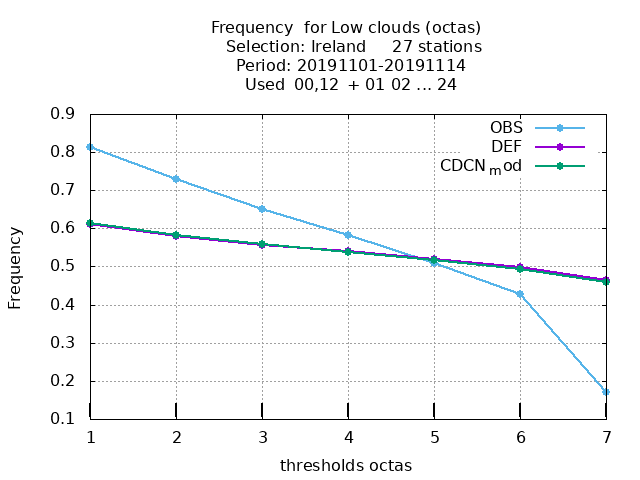 Frequency  for Low clouds (octas)
Selection: Ireland     27 stations
Period: 20191101-20191114
Used  00,12  + 01 02 ... 24
OBS
DEF
CDCN_mod
0.9
0.8
0.7
0.6
0.5
0.4
0.3
0.2
0.1
Frequency
1 2 3 4 5 6 7
thresholds octas